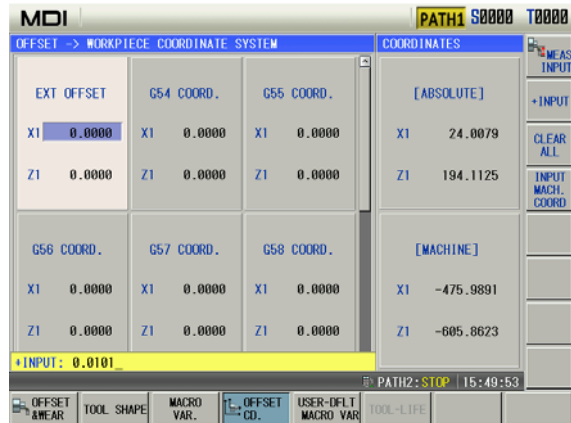 MDI PATH1 S0000 T0000
OFFSET -> WORKPIECE COORDINATE SYSTEM COORDINATES
MEAS INPUT
EXT OFFSET G54 COORD. G55 COORD. [ABSOLUTE]
+INPUT
X1 0.0000 X1 0.0000 X1 0.0000 X1 24.0079
CLEAR ALL
Z1 0.0000 Z1 0.0000 Z1 0.0000 Z1 194.1125
INPUT MACH. COORD
G56 COORD. G57 COORD. G58 COORD. [MACHINE]
X1 0.0000 X1 0.0000 X1 0.0000 X1 -475.9891
Z1 0.0000 Z1 0.0000 Z1 0.0000 Z1 -605.8623
+INPUT: 0.0101_
PATH2:STOP 15:49:53
OFFSET &WEAR TOOL SHAPE MACRO VAR. OFFSET CD. USER-DFLT MACRO VAR TOOL-LIFE